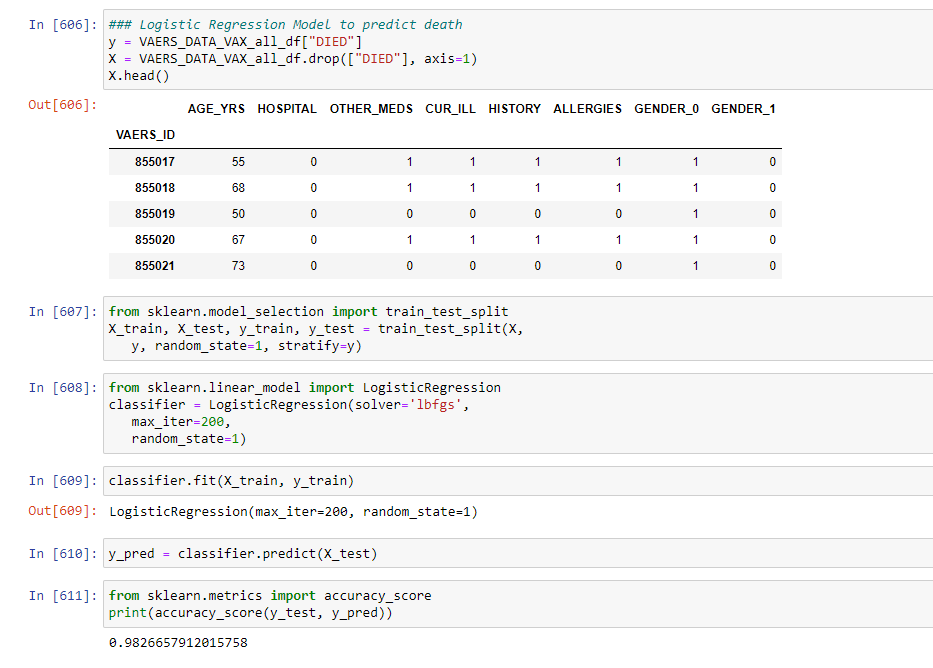 In [606]: ### Logistic Regression Model to predict death
y = VAERS_DATA_VAX_all_df["DIED"]
X = VAERS_DATA_VAX_all_df.drop(["DIED"], axis=1)
X.head()
Out[606]: AGE_YRS HOSPITAL OTHER_MEDS CUR_ILL HISTORY ALLERGIES GENDER_0 GENDER_1
VAERS_ID
855017 55 0 1 1 1 1 1 0
855018 68 0 1 1 1 1 1 0
855019 50 0 0 0 0 0 1 0
855020 67 0 1 1 1 1 1 0
855021 73 0 0 0 0 0 1 0
In [607]: from sklearn.model_selection import train_test_split
X_train, X_test, y_train, y_test = train_test_split(X,
y, random_state=1, stratify=y)
In [608]: from sklearn.linear_model import LogisticRegression
classifier = LogisticRegression(solver='lbfgs',
max_iter=200,
random_state=1)
In [609]: classifier.fit(X_train, y_train)
Out[609]: LogisticRegression(max_iter=200, random_state=1)
In [610]: y_pred = classifier.predict(X_test)
In [611]: from sklearn.metrics import accuracy_score
print(accuracy_score(y_test, y_pred))
0.9826657912015758